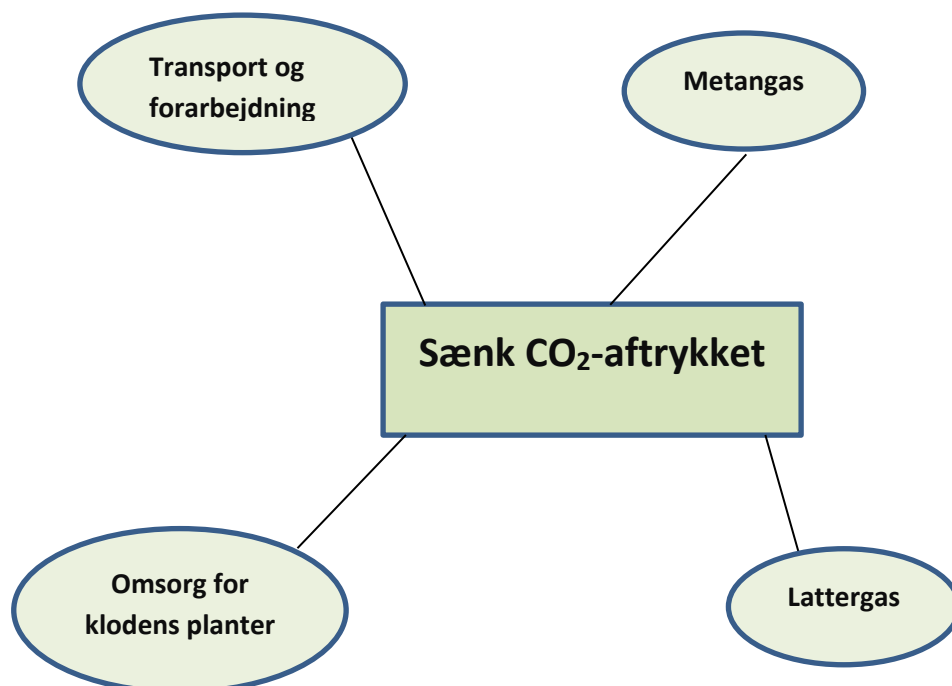 Transport og
forarbejdning
Metangas
Sænk CO₂-aftrykket
Omsorg for
klodens planter
Lattergas